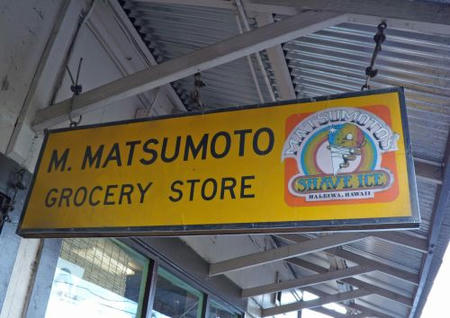 M. MATSUMOTO
GROCERY STORE
MATSUMOTO'S
SHAVE ICE
HALEIWA, HAWAII